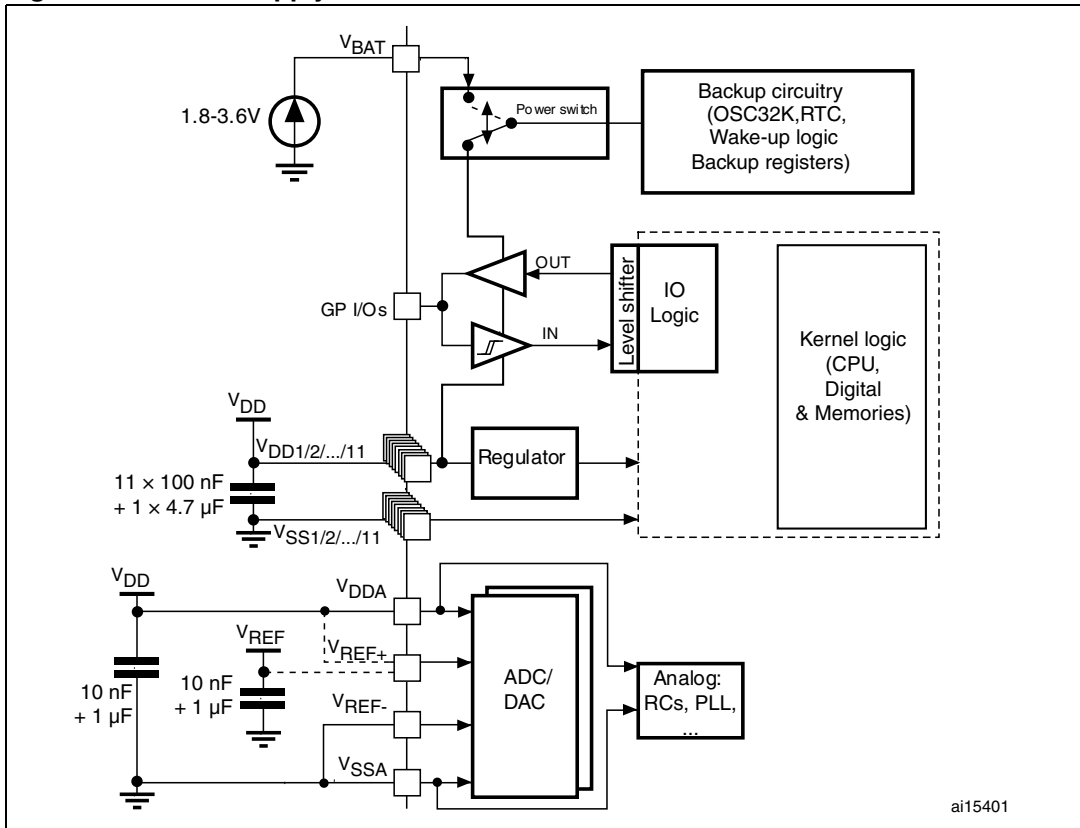 VBAT
1.8-3.6V
Power switch
Backup circuitry
(OSC32K,RTC,
Wake-up logic
Backup registers)
GP I/Os
OUT
IN
Level shifter
IO
Logic
Kernel logic
(CPU,
Digital
& Memories)
VDD
VDD1/2/.../11
11 × 100 nF
+ 1 × 4.7 µF
VSS1/2/.../11
Regulator
VDD
VDDA
VREF
VREF+
10 nF
+ 1 µF
10 nF
+ 1 µF
VREF-
VSSA
ADC/
DAC
Analog:
RCs, PLL,
...
ai15401